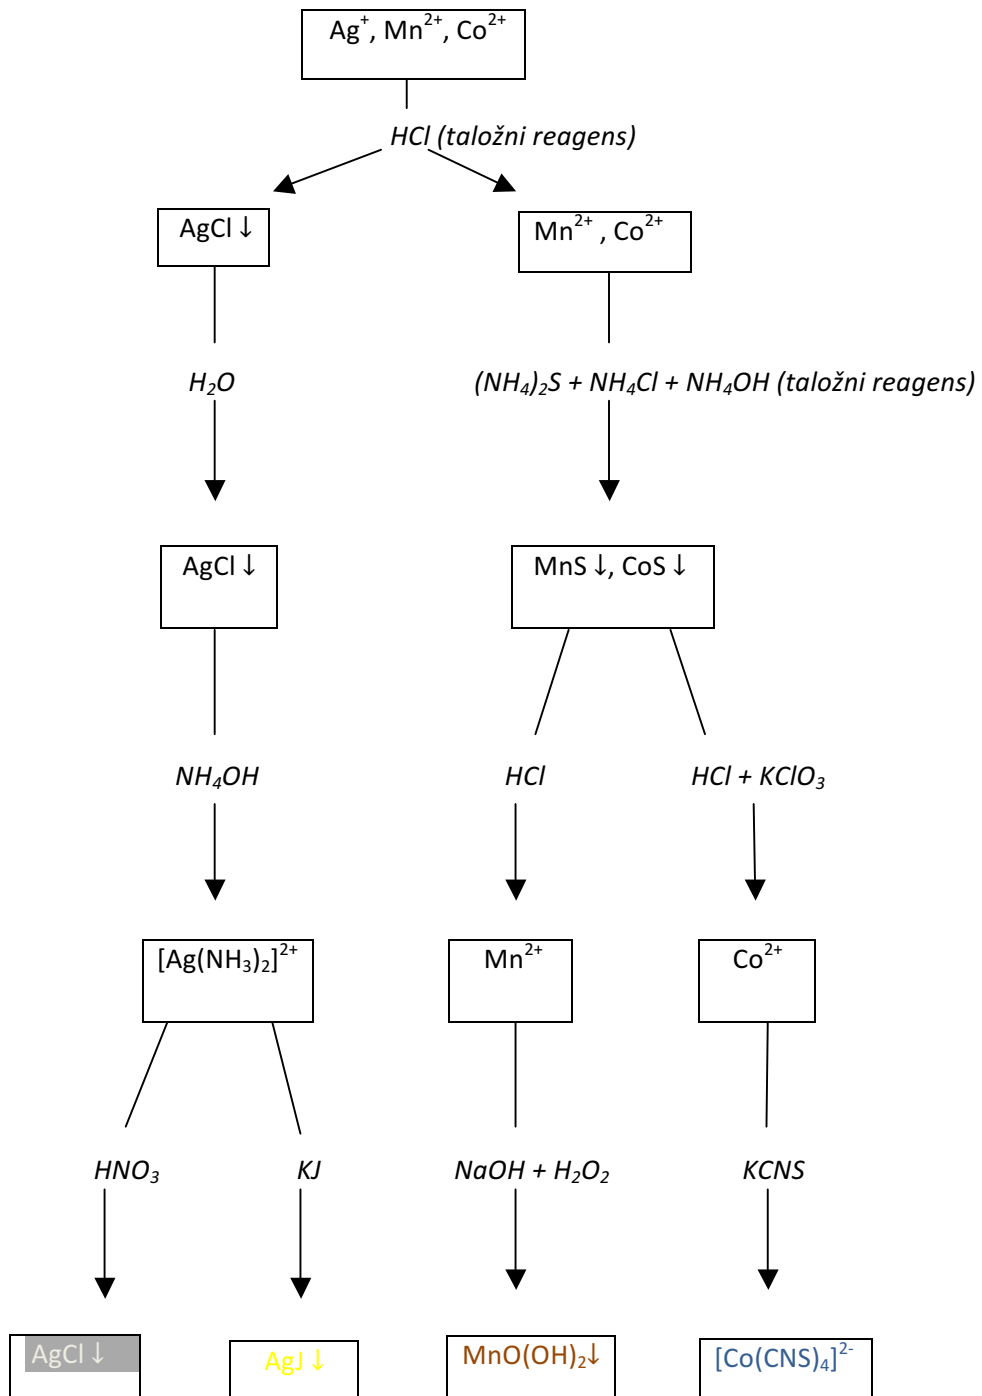 Ag⁺, Mn²⁺, Co²⁺
HCl (taložni reagens)
AgCl ↓
Mn²⁺ , Co²⁺
H₂O
(NH₄)₂S + NH₄Cl + NH₄OH (taložni reagens)
AgCl ↓
MnS ↓, CoS ↓
NH₄OH
HCl
HCl + KClO₃
[Ag(NH₃)₂]²⁺
Mn²⁺
Co²⁺
HNO₃
KJ
NaOH + H₂O₂
KCNS
AgCl ↓
AgJ ↓
MnO(OH)₂↓
[Co(CNS)₄]²⁻